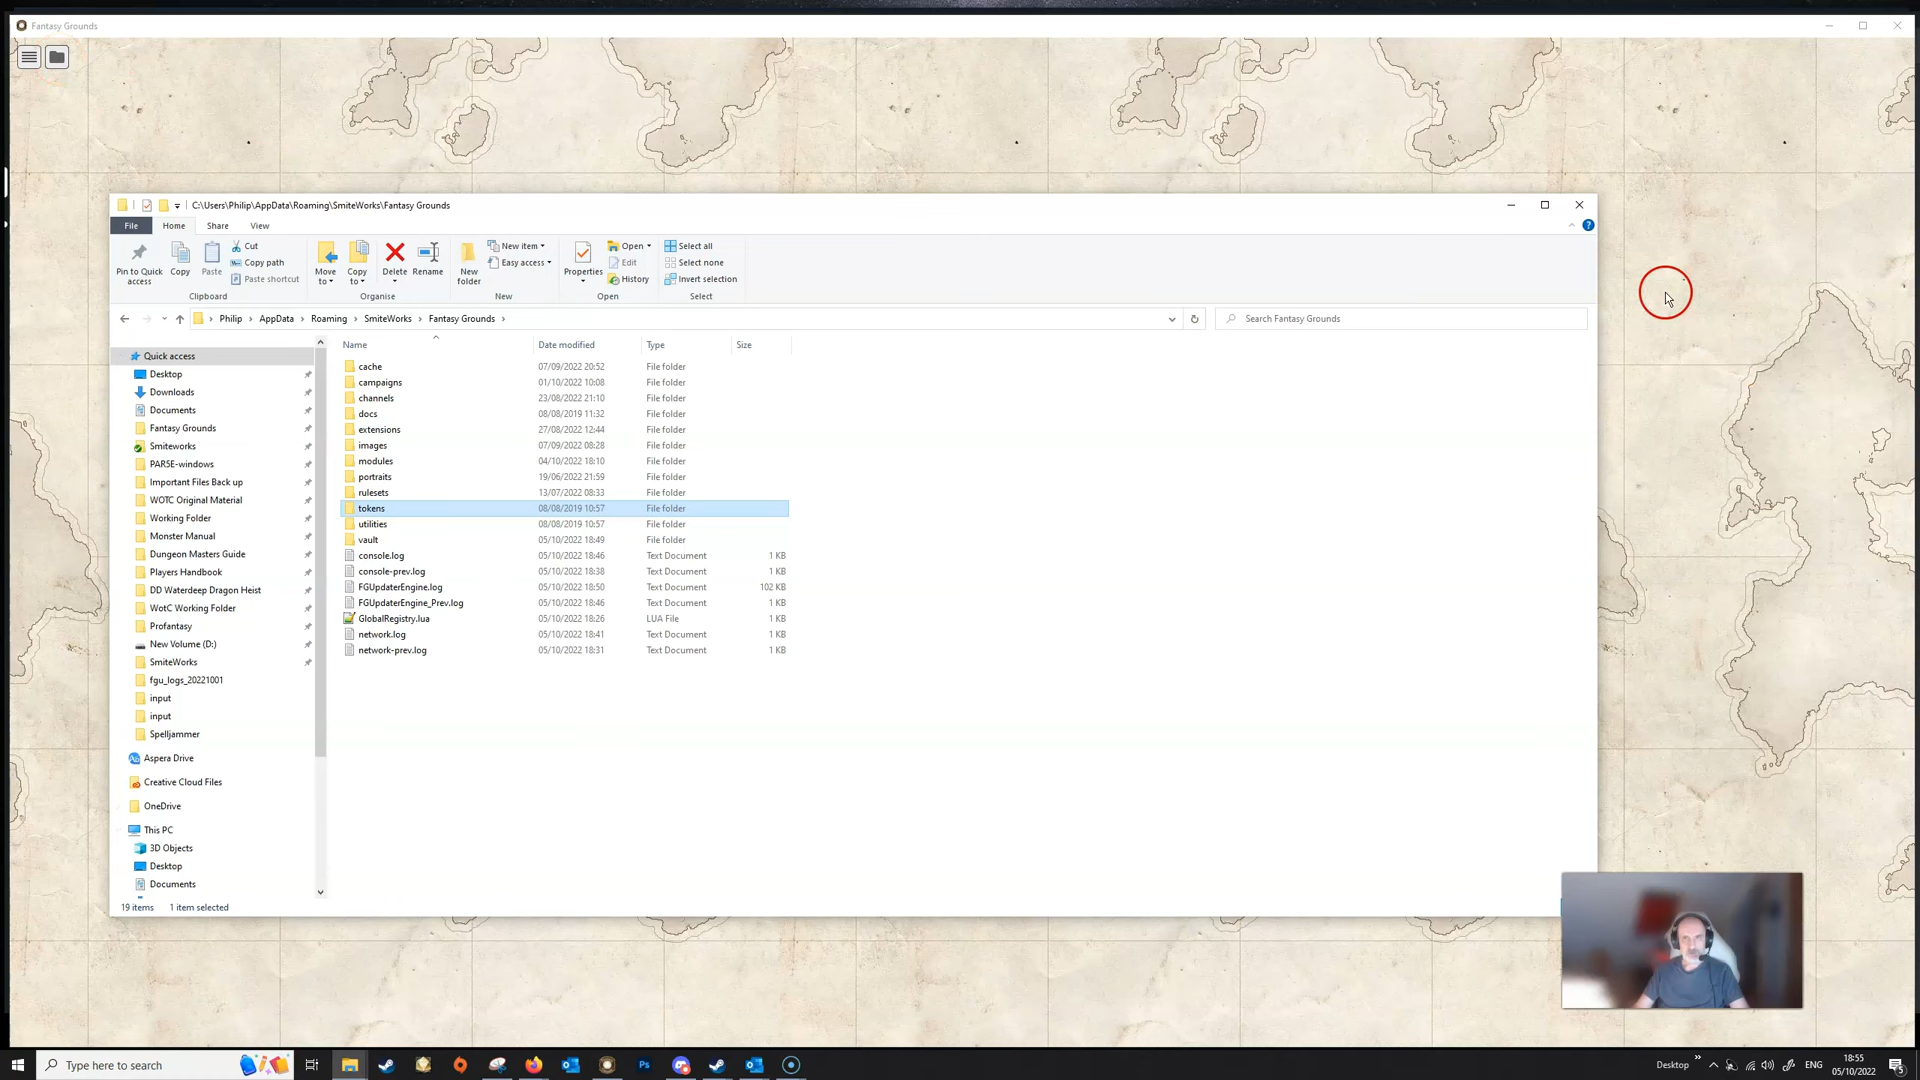 Fantasy Grounds
C:\Users\Philip\AppData\Roaming\SmiteWorks\Fantasy Grounds
File
Home
Share
View
Pin to Quick access
Copy
Paste
Cut
Copy path
Paste shortcut
Clipboard
Move to
Copy to
Delete
Rename
Organise
New folder
New item
Easy access
New
Properties
Open
Edit
History
Open
Select all
Select none
Invert selection
Select
Philip > AppData > Roaming > SmiteWorks > Fantasy Grounds >
Search Fantasy Grounds
Quick access
Desktop
Downloads
Documents
Fantasy Grounds
Smiteworks
PAR5E-windows
Important Files Back up
WOTC Original Material
Working Folder
Monster Manual
Dungeon Masters Guide
Players Handbook
DD Waterdeep Dragon Heist
WotC Working Folder
Profantasy
New Volume (D:)
SmiteWorks
fgu_logs_20221001
input
input
Spelljammer
Aspera Drive
Creative Cloud Files
OneDrive
This PC
3D Objects
Desktop
Documents
Name Date modified Type Size
cache 07/09/2022 20:52 File folder
campaigns 01/10/2022 10:08 File folder
channels 23/08/2022 21:10 File folder
docs 08/08/2019 11:32 File folder
extensions 27/08/2022 12:44 File folder
images 07/09/2022 08:28 File folder
modules 04/10/2022 18:10 File folder
portraits 19/06/2022 21:59 File folder
rulesets 13/07/2022 08:33 File folder
tokens 08/08/2019 10:57 File folder
utilities 08/08/2019 10:57 File folder
vault 05/10/2022 18:49 File folder
console.log 05/10/2022 18:46 Text Document 1 KB
console-prev.log 05/10/2022 18:38 Text Document 1 KB
FGUpdaterEngine.log 05/10/2022 18:50 Text Document 102 KB
FGUpdaterEngine_Prev.log 05/10/2022 18:46 Text Document 1 KB
GlobalRegistry.lua 05/10/2022 18:26 LUA File 1 KB
network.log 05/10/2022 18:41 Text Document 1 KB
network-prev.log 05/10/2022 18:31 Text Document 1 KB
19 items 1 item selected
Type here to search
Ps
Desktop
ENG
18:55
05/10/2022